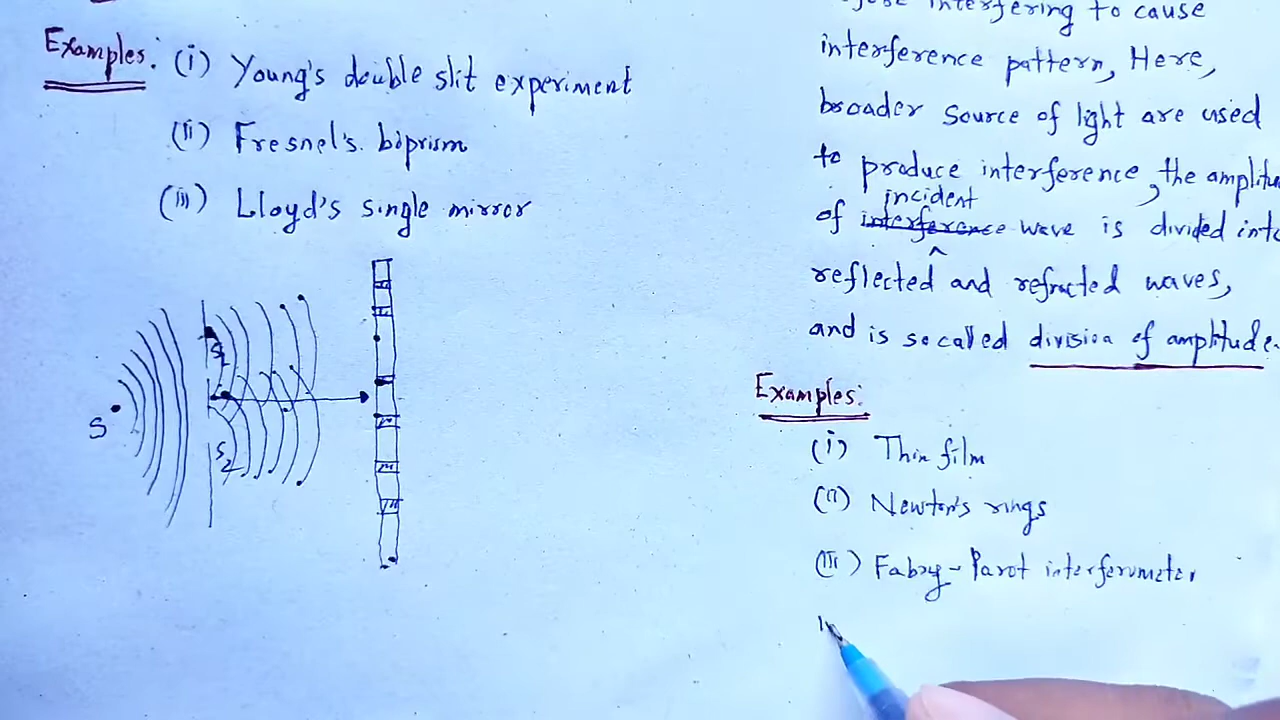 Examples: (i) Young's double slit experiment
(ii) Fresnel's. biprism
(iii) Lloyd's single mirror
S
S1
S2
interfering to cause
interference pattern, Here,
broader source of light are used
to produce interference, the amplitu
incident
of interference wave is divided into
reflected and refracted waves,
and is so called division of amplitude.
Examples:
(i) Thin film
(ii) Newton's rings
(iii) Fabry-Parot interferometer